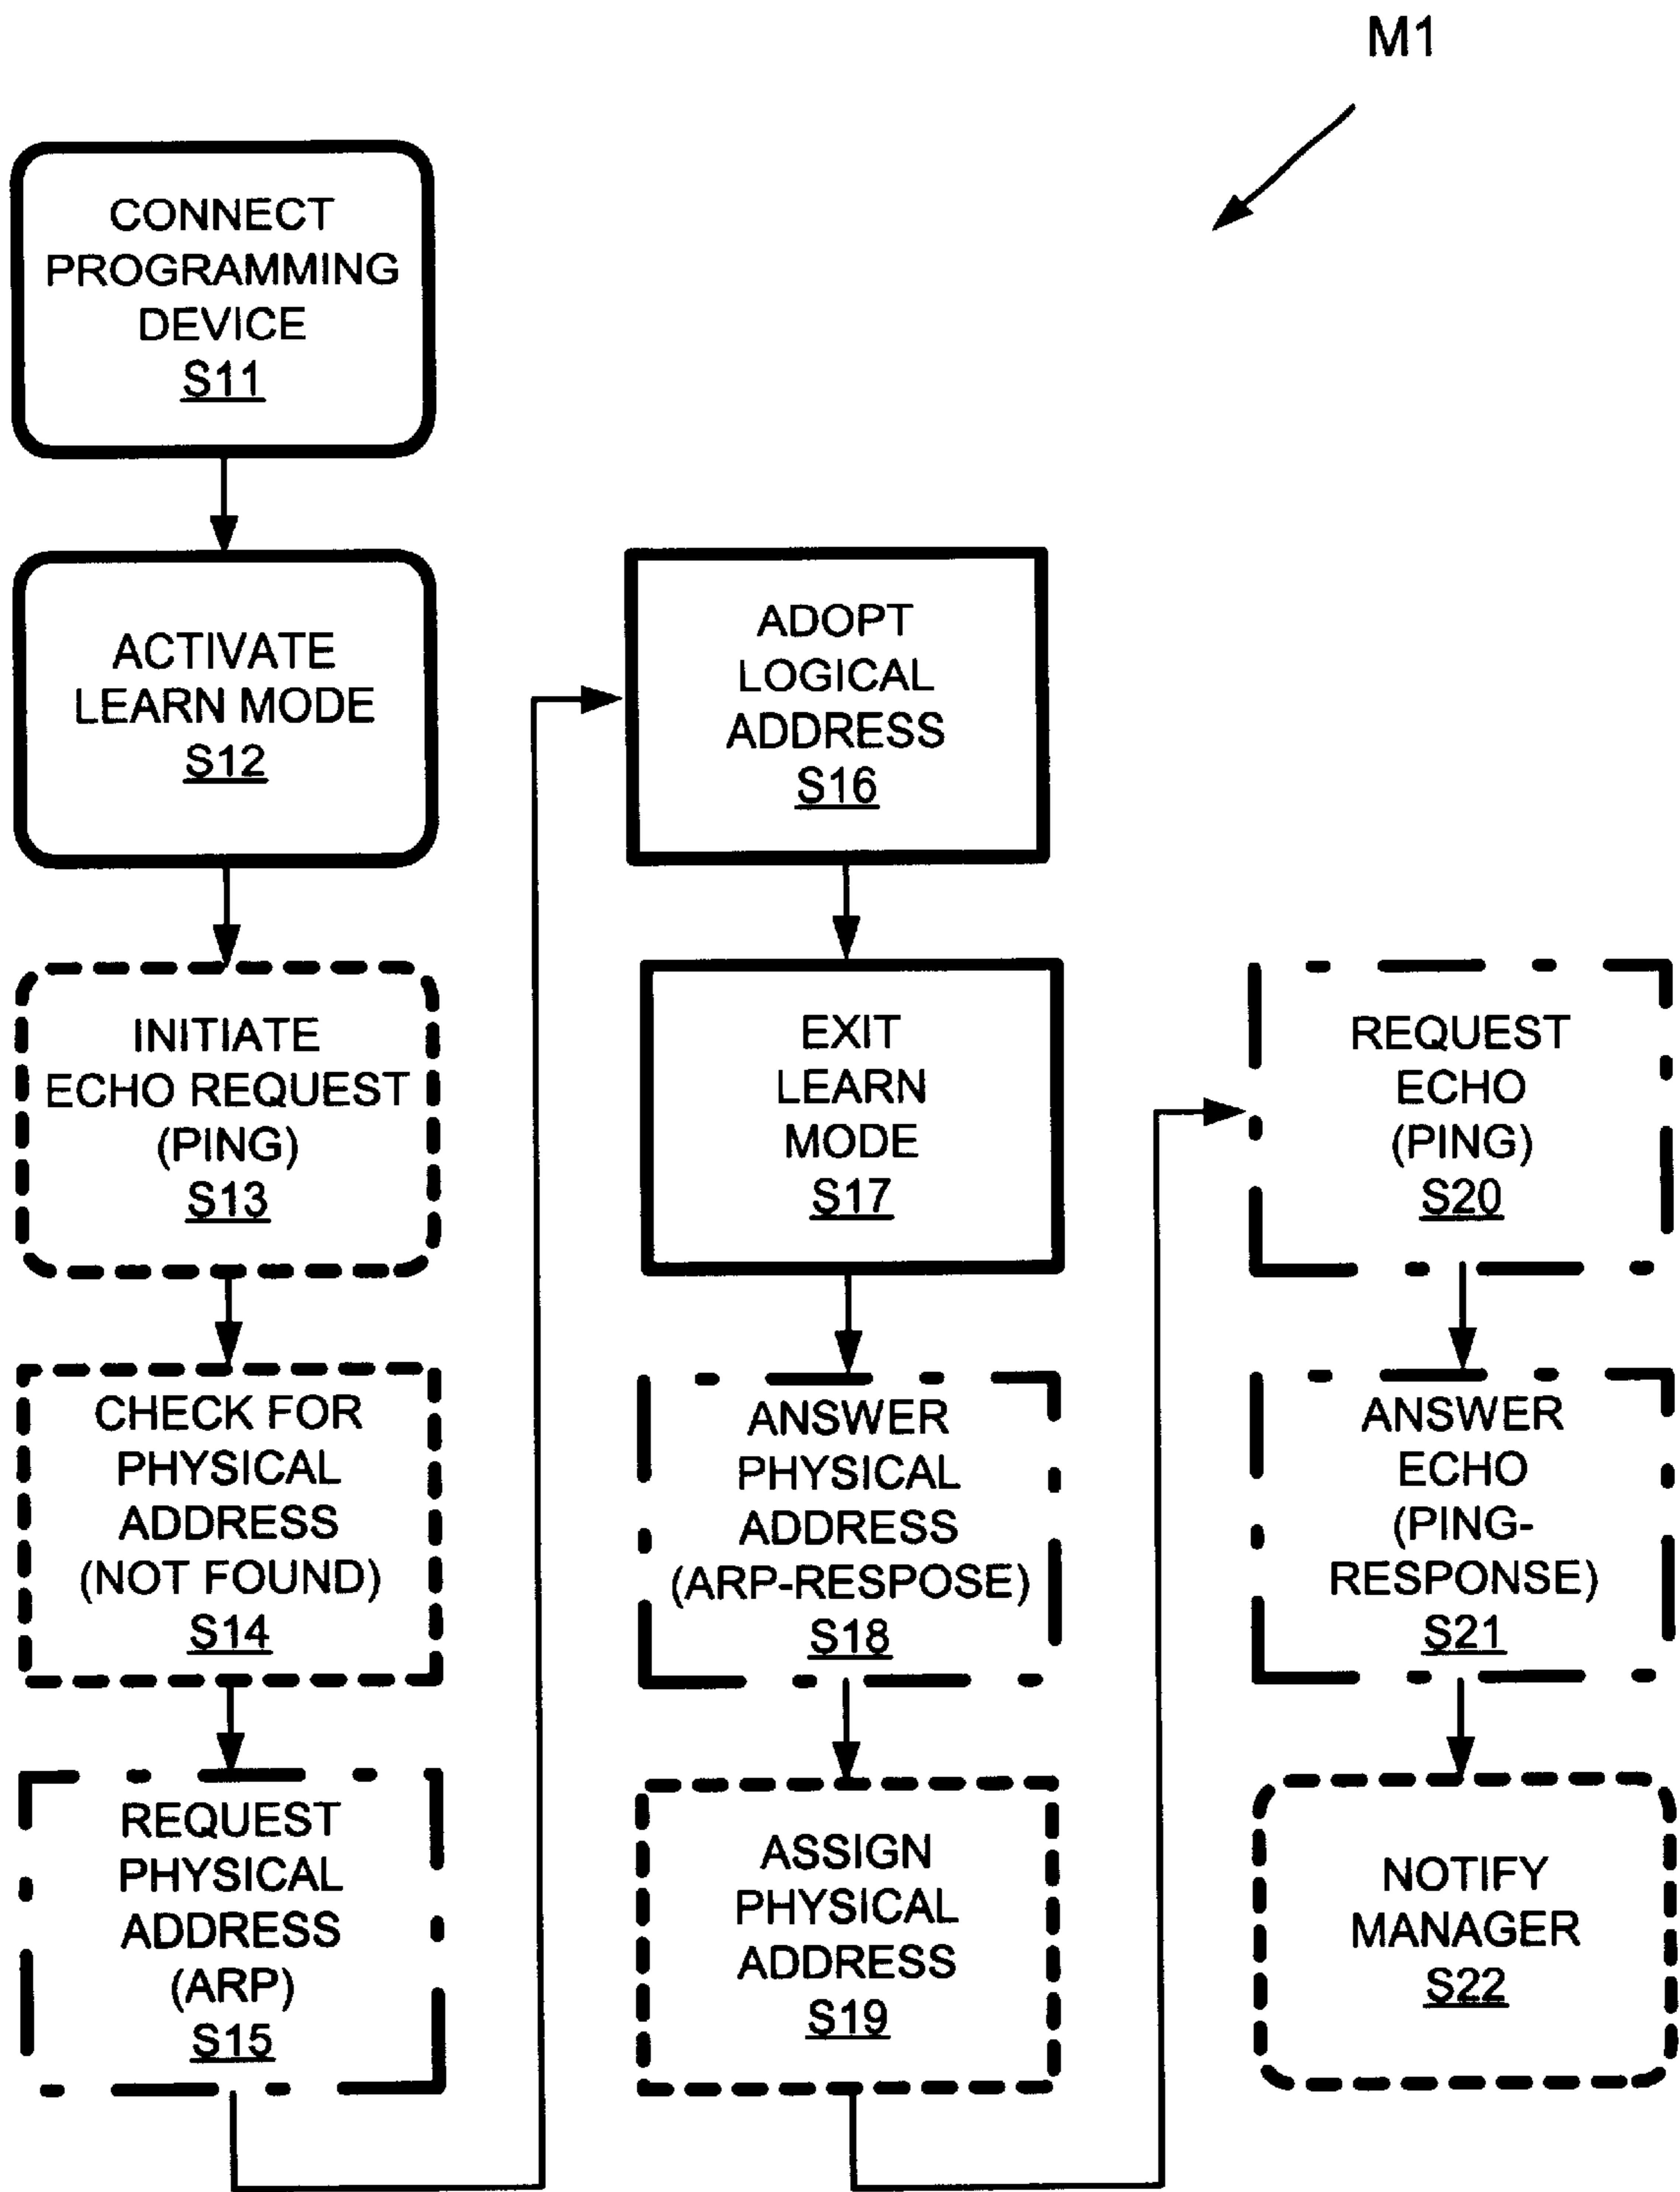 M1
CONNECT
PROGRAMMING
DEVICE
S11
ACTIVATE
LEARN MODE
S12
INITIATE
ECHO REQUEST
(PING)
S13
CHECK FOR
PHYSICAL
ADDRESS
(NOT FOUND)
S14
REQUEST
PHYSICAL
ADDRESS
(ARP)
S15
ADOPT
LOGICAL
ADDRESS
S16
EXIT
LEARN
MODE
S17
ANSWER
PHYSICAL
ADDRESS
(ARP-RESPOSE)
S18
ASSIGN
PHYSICAL
ADDRESS
S19
REQUEST
ECHO
(PING)
S20
ANSWER
ECHO
(PING-
RESPONSE)
S21
NOTIFY
MANAGER
S22